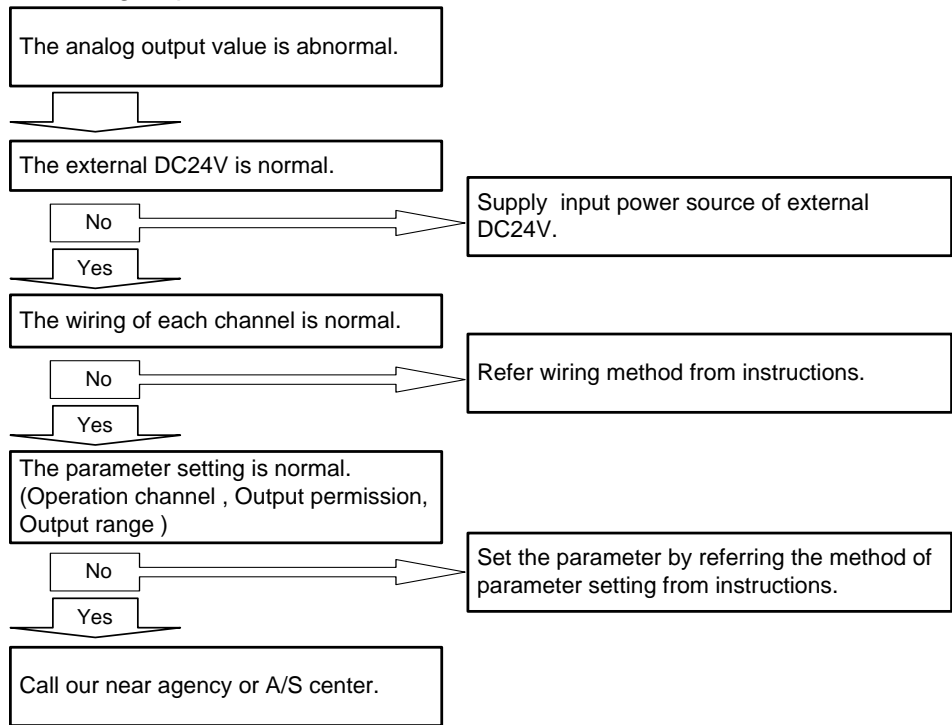 The analog output value is abnormal.
The external DC24V is normal.
No
Supply input power source of external
DC24V.
Yes
The wiring of each channel is normal.
No
Refer wiring method from instructions.
Yes
The parameter setting is normal.
(Operation channel , Output permission,
Output range )
No
Set the parameter by referring the method of
parameter setting from instructions.
Yes
Call our near agency or A/S center.